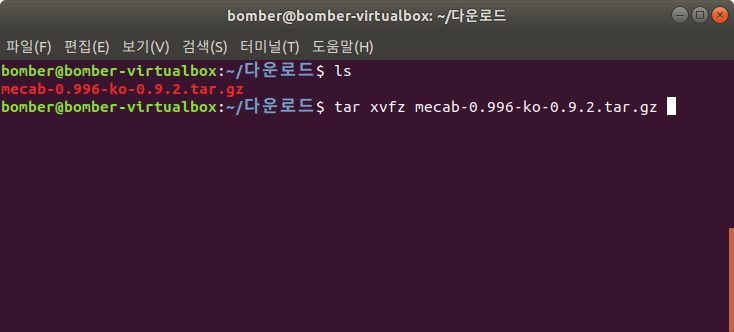 bomber@bomber-virtualbox: ~/다운로드
파일(F) 편집(E) 보기(V) 검색(S) 터미널(T) 도움말(H)
bomber@bomber-virtualbox:~/다운로드$ ls
mecab-0.996-ko-0.9.2.tar.gz
bomber@bomber-virtualbox:~/다운로드$ tar xvfz mecab-0.996-ko-0.9.2.tar.gz